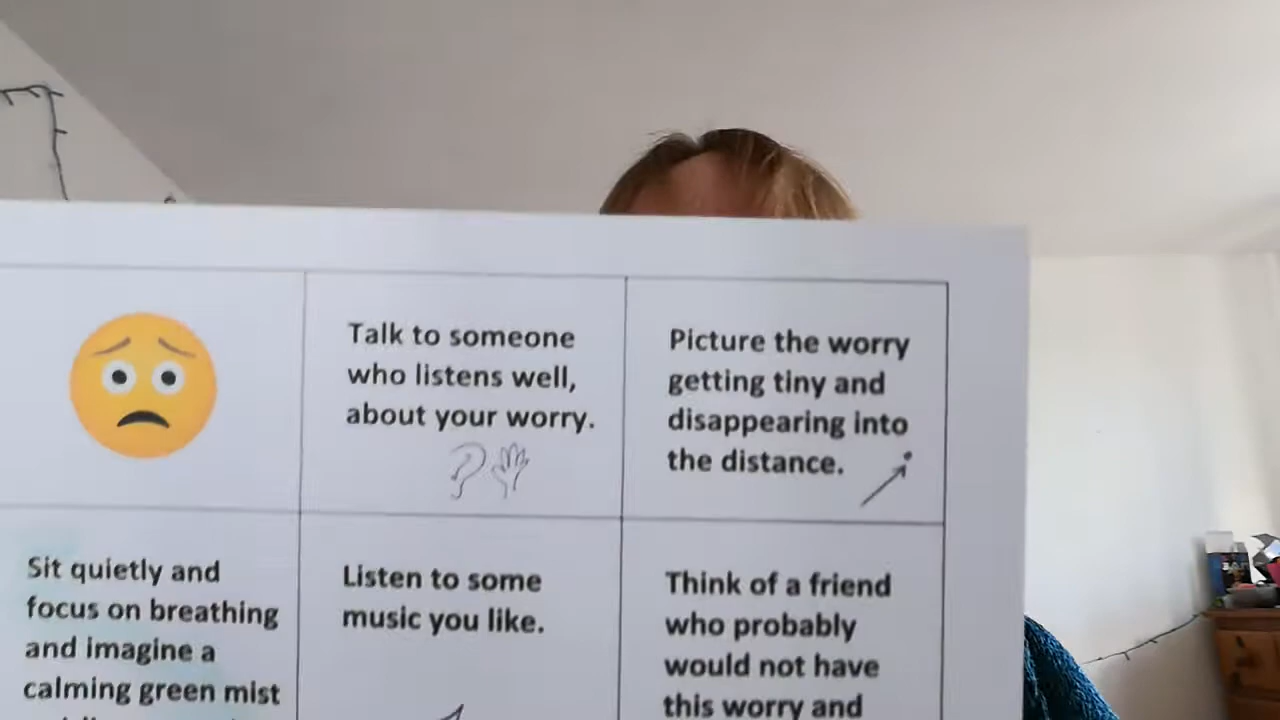 Talk to someone
who listens well,
about your worry.
Picture the worry
getting tiny and
disappearing into
the distance.
Sit quietly and
focus on breathing
and imagine a
calming green mist
Listen to some
music you like.
Think of a friend
who probably
would not have
this worry and